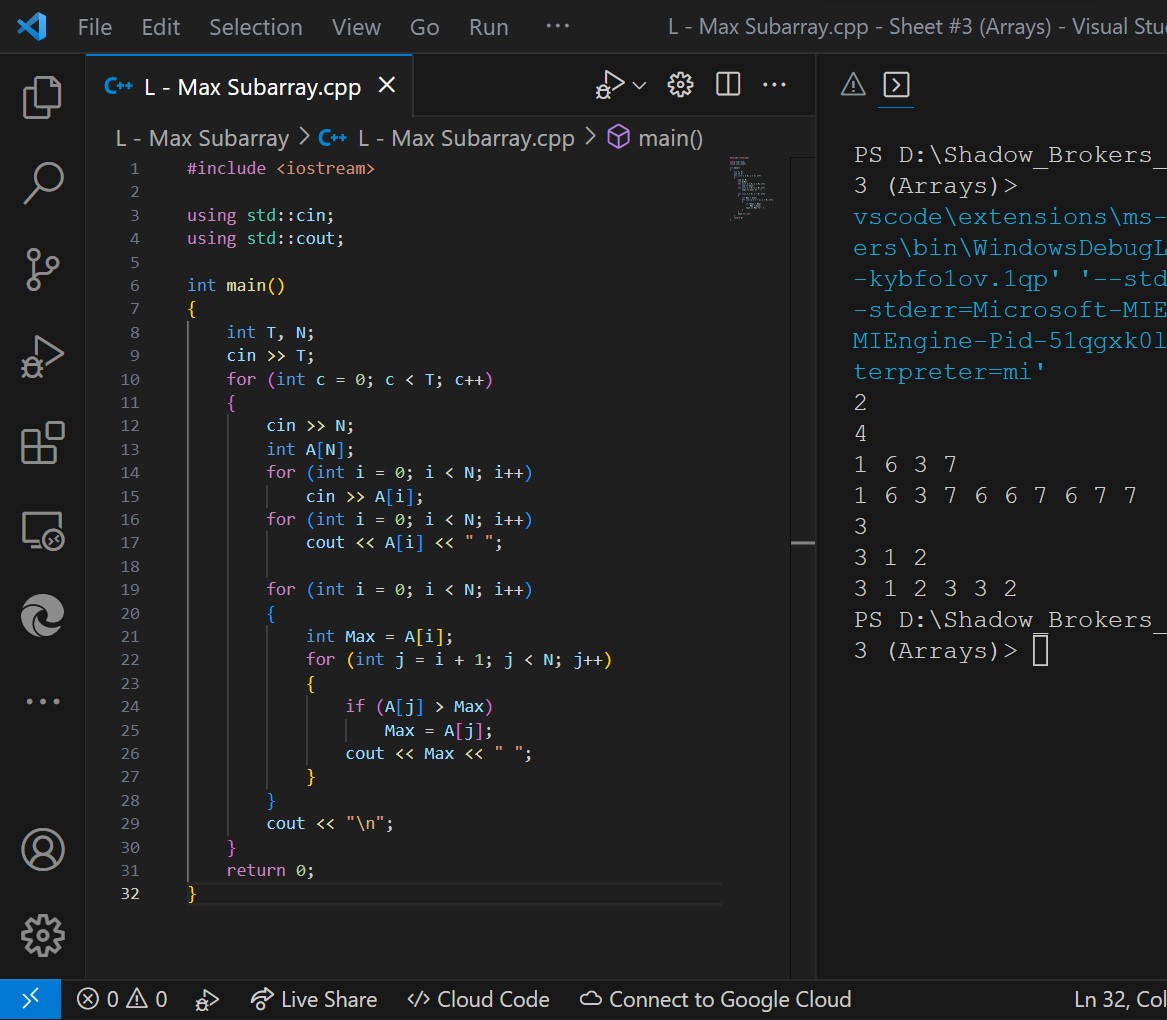 File Edit Selection View Go Run ··· L - Max Subarray.cpp - Sheet #3 (Arrays) - Visual Stu
C++ L - Max Subarray.cpp
L - Max Subarray > C++ L - Max Subarray.cpp > main()
1 #include <iostream>
2
3 using std::cin;
4 using std::cout;
5
6 int main()
7 {
8 int T, N;
9 cin >> T;
10 for (int c = 0; c < T; c++)
11 {
12 cin >> N;
13 int A[N];
14 for (int i = 0; i < N; i++)
15 cin >> A[i];
16 for (int i = 0; i < N; i++)
17 cout << A[i] << " ";
18
19 for (int i = 0; i < N; i++)
20 {
21 int Max = A[i];
22 for (int j = i + 1; j < N; j++)
23 {
24 if (A[j] > Max)
25 Max = A[j];
26 cout << Max << " ";
27 }
28 }
29 cout << "\n";
30 }
31 return 0;
32 }
PS D:\Shadow_Brokers_
3 (Arrays)>
vscode\extensions\ms-
ers\bin\WindowsDebugL
-kybfo1ov.1qp' '--std
-stderr=Microsoft-MIE
MIEngine-Pid-51qgxk0l
terpreter=mi'
2
4
1 6 3 7
1 6 3 7 6 6 7 6 7 7
3
3 1 2
3 1 2 3 3 2
PS D:\Shadow_Brokers_
3 (Arrays)>
0 0 Live Share Cloud Code Connect to Google Cloud Ln 32, Col